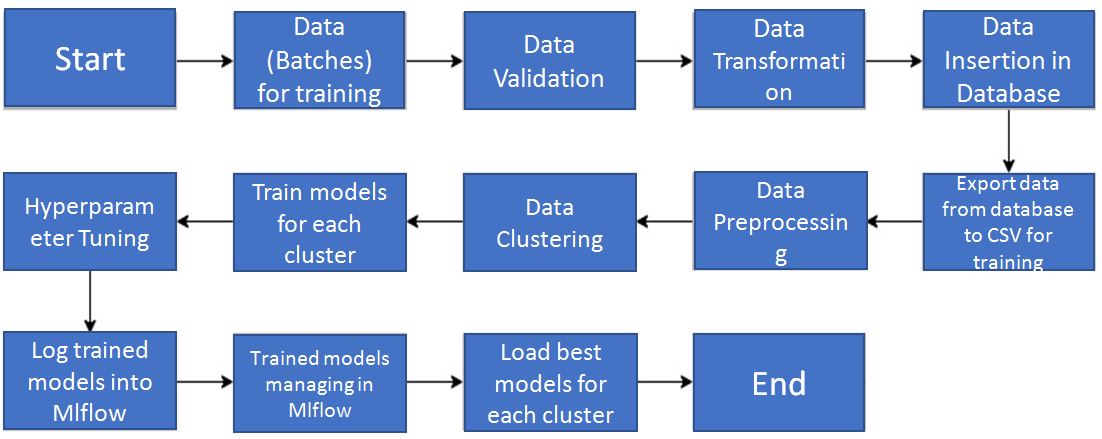 Start
Data
(Batches)
for training
Data
Validation
Data
Transformati
on
Data
Insertion in
Database
Hyperparam
eter Tuning
Train models
for each
cluster
Data
Clustering
Data
Preprocessin
g
Export data
from database
to CSV for
training
Log trained
models into
Mlflow
Trained models
managing in
Mlflow
Load best
models for
each cluster
End